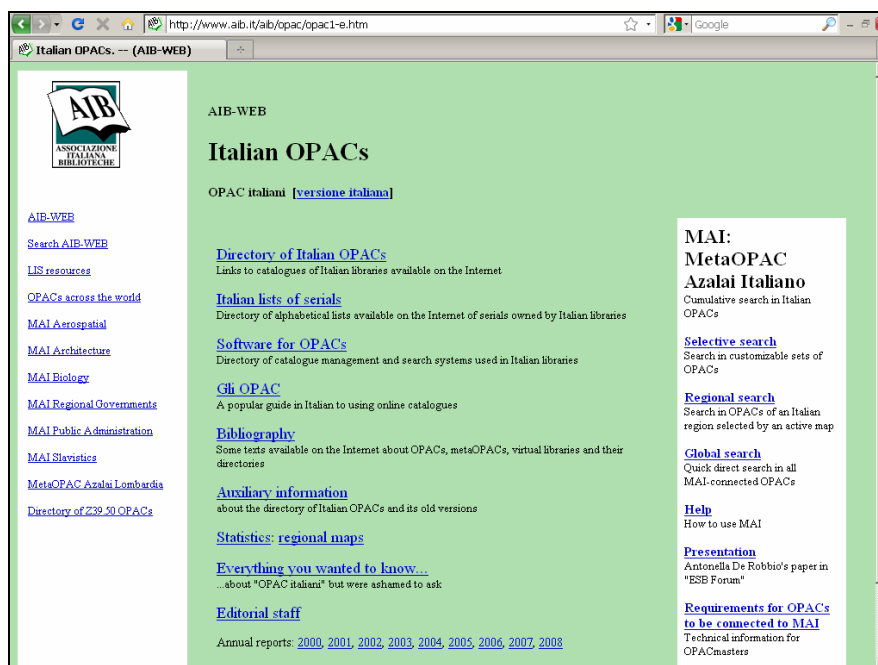 http://www.aib.it/aib/opac/opac1-e.htm
Google
Italian OPACs. -- (AIB-WEB)
AIB
ASSOCIAZIONE
ITALIANA
BIBLIOTECHE
AIB-WEB
Search AIB-WEB
LIS resources
OPACs across the world
MAI Aerospatial
MAI Architecture
MAI Biology
MAI Regional Governments
MAI Public Administration
MAI Slavistics
MetaOPAC Azalai Lombardia
Directory of Z39.50 OPACs
AIB-WEB
Italian OPACs
OPAC italiani [versione italiana]
Directory of Italian OPACs
Links to catalogues of Italian libraries available on the Internet
Italian lists of serials
Directory of alphabetical lists available on the Internet of serials owned by Italian libraries
Software for OPACs
Directory of catalogue management and search systems used in Italian libraries
Gli OPAC
A popular guide in Italian to using online catalogues
Bibliography
Some texts available on the Internet about OPACs, metaOPACs, virtual libraries and their
directories
Auxiliary information
about the directory of Italian OPACs and its old versions
Statistics: regional maps
Everything you wanted to know...
...about "OPAC italiani" but were ashamed to ask
Editorial staff
Annual reports: 2000, 2001, 2002, 2003, 2004, 2005, 2006, 2007, 2008
MAI:
MetaOPAC
Azalai Italiano
Cumulative search in Italian
OPACs
Selective search
Search in customizable sets of
OPACs
Regional search
Search in OPACs of an Italian
region selected by an active map
Global search
Quick direct search in all
MAI-connected OPACs
Help
How to use MAI
Presentation
Antonella De Robbio's paper in
"ESB Forum"
Requirements for OPACs
to be connected to MAI
Technical information for
OPACmasters